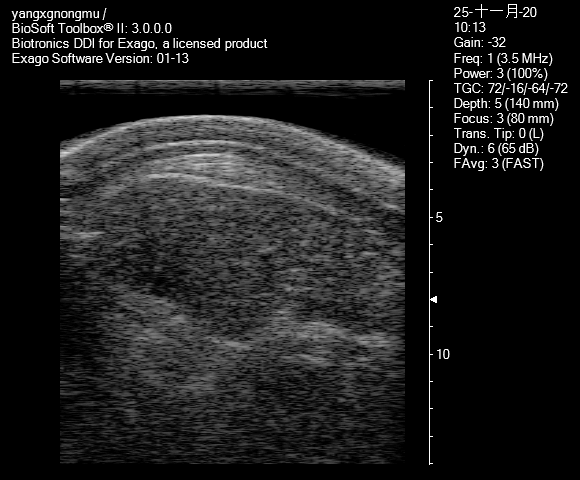 yangxgnongmu /
BioSoft Toolbox® II: 3.0.0.0
Biotronics DDI for Exago, a licensed product
Exago Software Version: 01-13
25-十一月-20
10:13
Gain: -32
Freq: 1 (3.5 MHz)
Power: 3 (100%)
TGC: 72/-16/-64/-72
Depth: 5 (140 mm)
Focus: 3 (80 mm)
Trans. Tip: 0 (L)
Dyn.: 6 (65 dB)
FAvg: 3 (FAST)
5
10